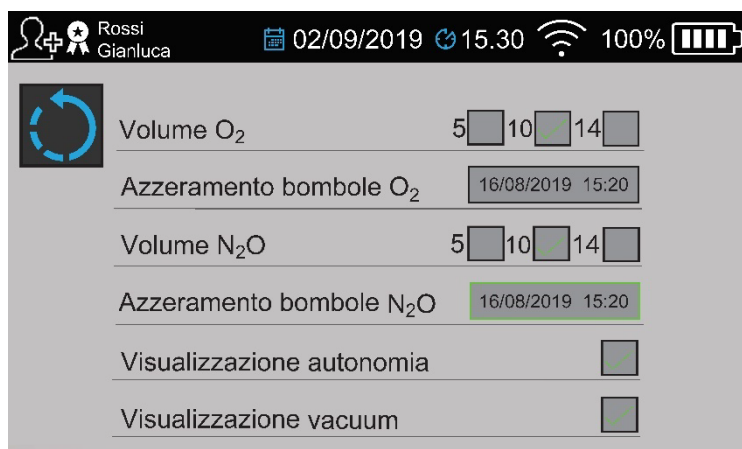 Rossi
Gianluca
02/09/2019 15.30 100%
Volume O₂ 5 10 14
Azzeramento bombole O₂ 16/08/2019 15:20
Volume N₂O 5 10 14
Azzeramento bombole N₂O 16/08/2019 15:20
Visualizzazione autonomia
Visualizzazione vacuum